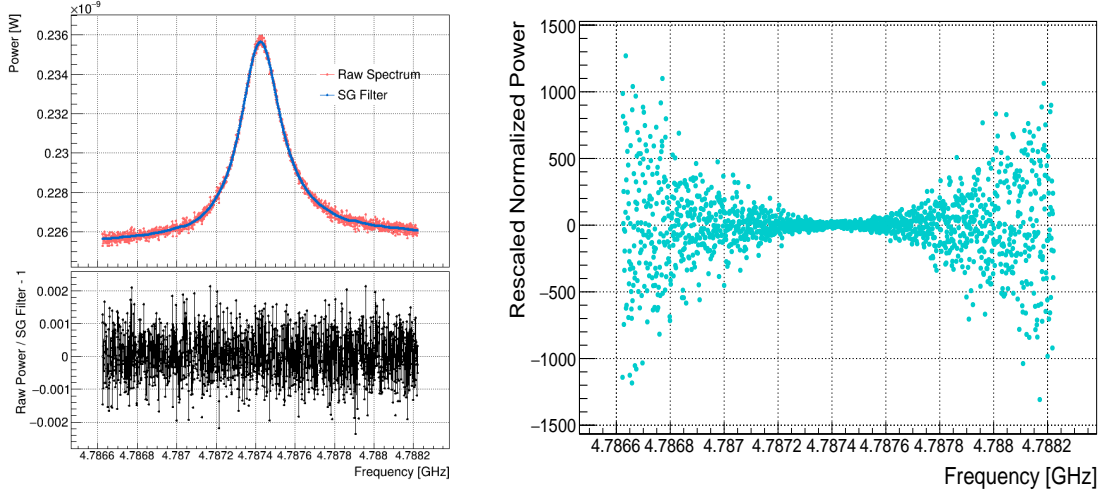 ×10⁻⁹
Power [W]
0.236
0.234
0.232
0.23
0.228
0.226
Raw Spectrum
SG Filter
Raw Power / SG Filter - 1
0.002
0.001
0
−0.001
−0.002
4.7866 4.7868 4.787 4.7872 4.7874 4.7876 4.7878 4.788 4.7882
Frequency [GHz]
Rescaled Normalized Power
1500
1000
500
0
−500
−1000
−1500
4.7866 4.7868 4.787 4.7872 4.7874 4.7876 4.7878 4.788 4.7882
Frequency [GHz]